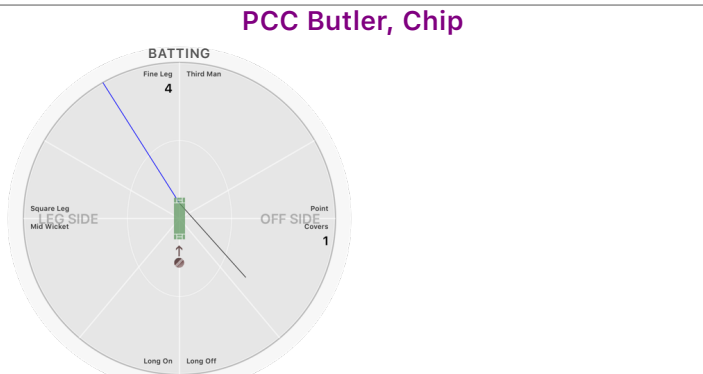 PCC Butler, Chip
BATTING
Fine Leg Third Man
4
Square Leg Point
LEG SIDE OFF SIDE
Mid Wicket Covers
1
Long On Long Off